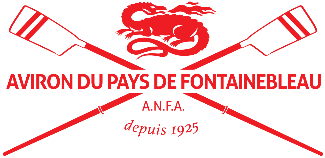 AVIRON DU PAYS DE FONTAINEBLEAU
A.N.F.A.
depuis 1925